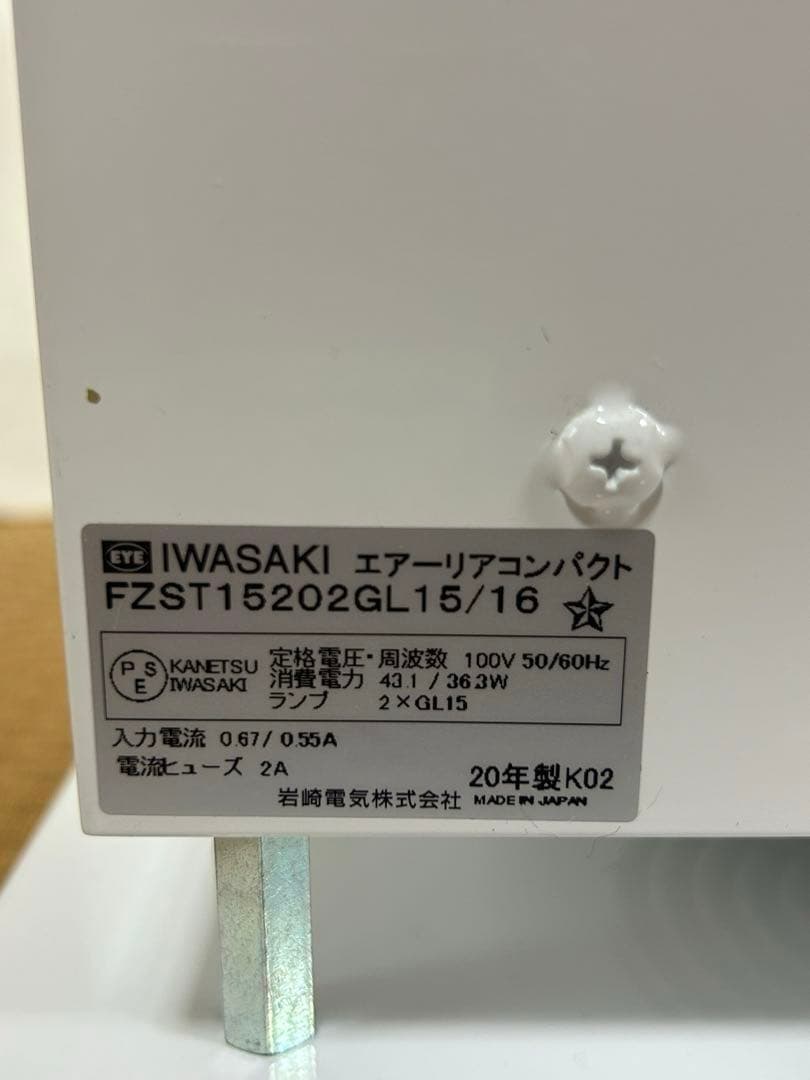 EYE IWASAKI エアーリアコンパクト
FZST15202GL15/16
PSE KANETSU IWASAKI
定格電圧・周波数 100V 50/60Hz
消費電力 43.1 / 36.3W
ランプ 2×GL15
入力電流 0.67/ 0.55A
電流ヒューズ 2A
20年製K02
岩崎電気株式会社 MADE IN JAPAN